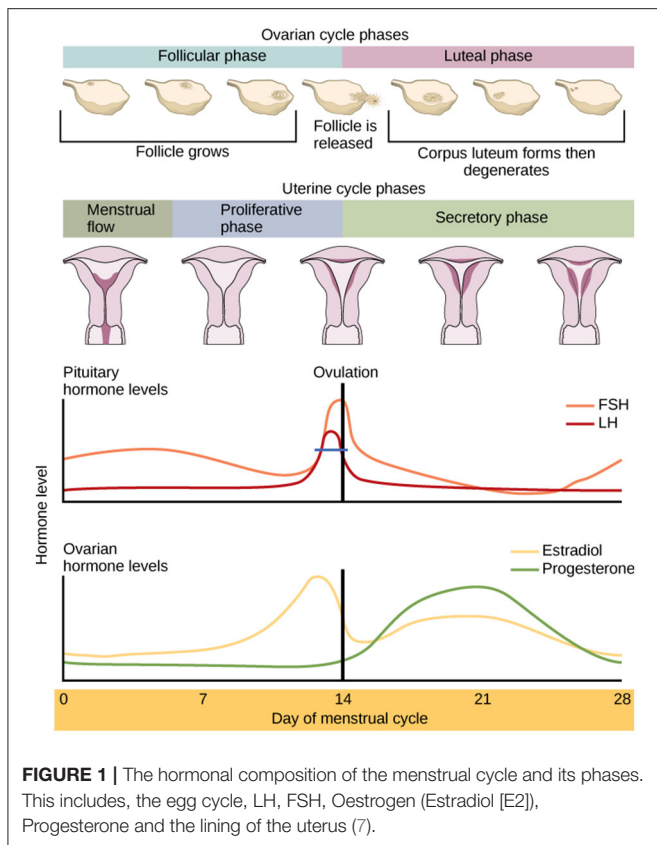 Ovarian cycle phases
Follicular phase
Luteal phase
Follicle grows
Follicle is
released
Corpus luteum forms then
degenerates
Uterine cycle phases
Menstrual
flow
Proliferative
phase
Secretory phase
Pituitary
hormone levels
Ovulation
FSH
LH
Hormone level
Ovarian
hormone levels
Estradiol
Progesterone
0 7 14 21 28
Day of menstrual cycle
FIGURE 1 | The hormonal composition of the menstrual cycle and its phases.
This includes, the egg cycle, LH, FSH, Oestrogen (Estradiol [E2]),
Progesterone and the lining of the uterus (7).